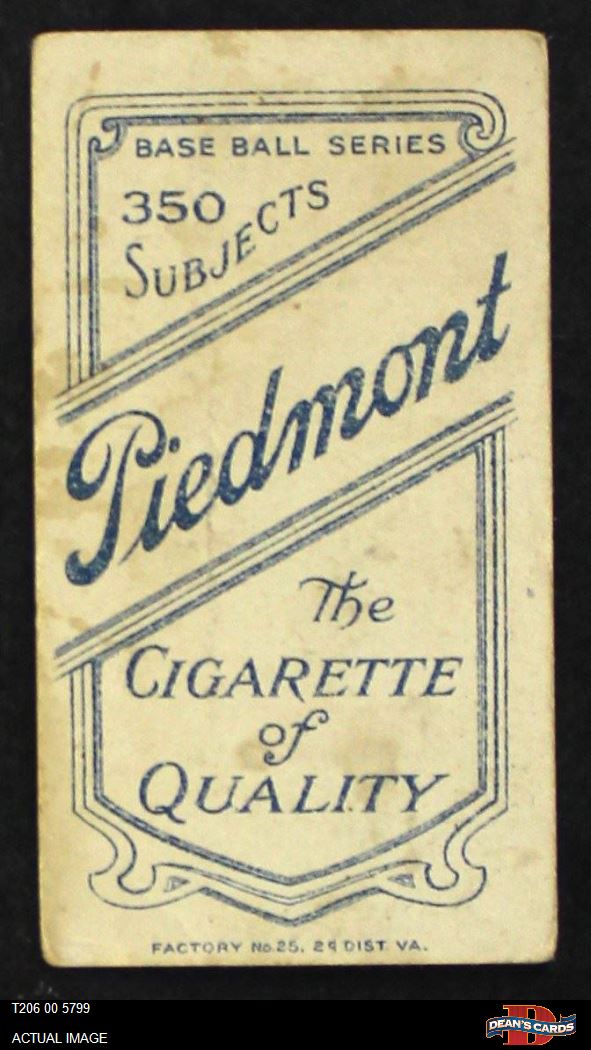 BASE BALL SERIES
350
SUBJECTS
Piedmont
The
CIGARETTE
of
QUALITY
FACTORY No. 25, 2d DIST. VA.
T206 00 5799
ACTUAL IMAGE
D
DEAN'S CARDS